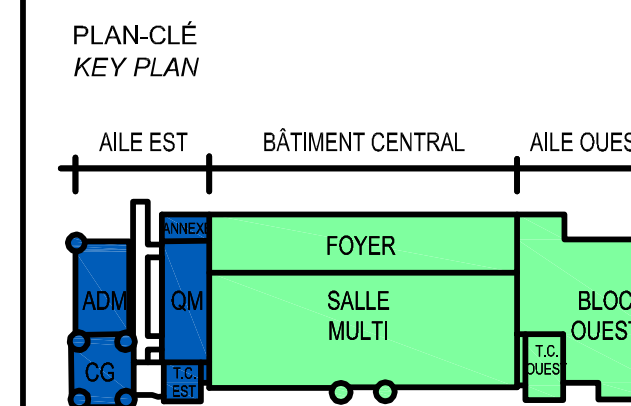 PLAN-CLÉ
KEY PLAN
AILE EST
BÂTIMENT CENTRAL
AILE OUES
ANNEX
FOYER
ADM
QM
SALLE
MULTI
BLOC
OUEST
CG
T.C.
EST
T.C.
OUEST